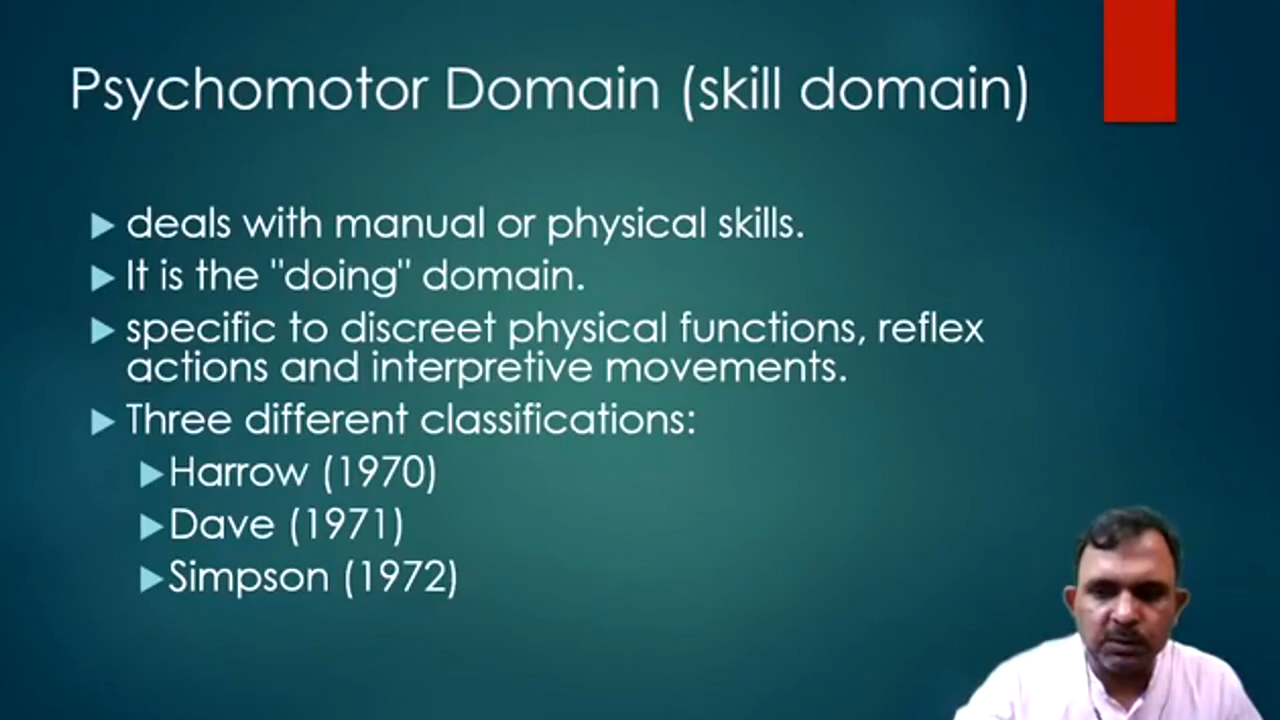 Psychomotor Domain (skill domain)
deals with manual or physical skills.
It is the "doing" domain.
specific to discreet physical functions, reflex
actions and interpretive movements.
Three different classifications:
Harrow (1970)
Dave (1971)
Simpson (1972)